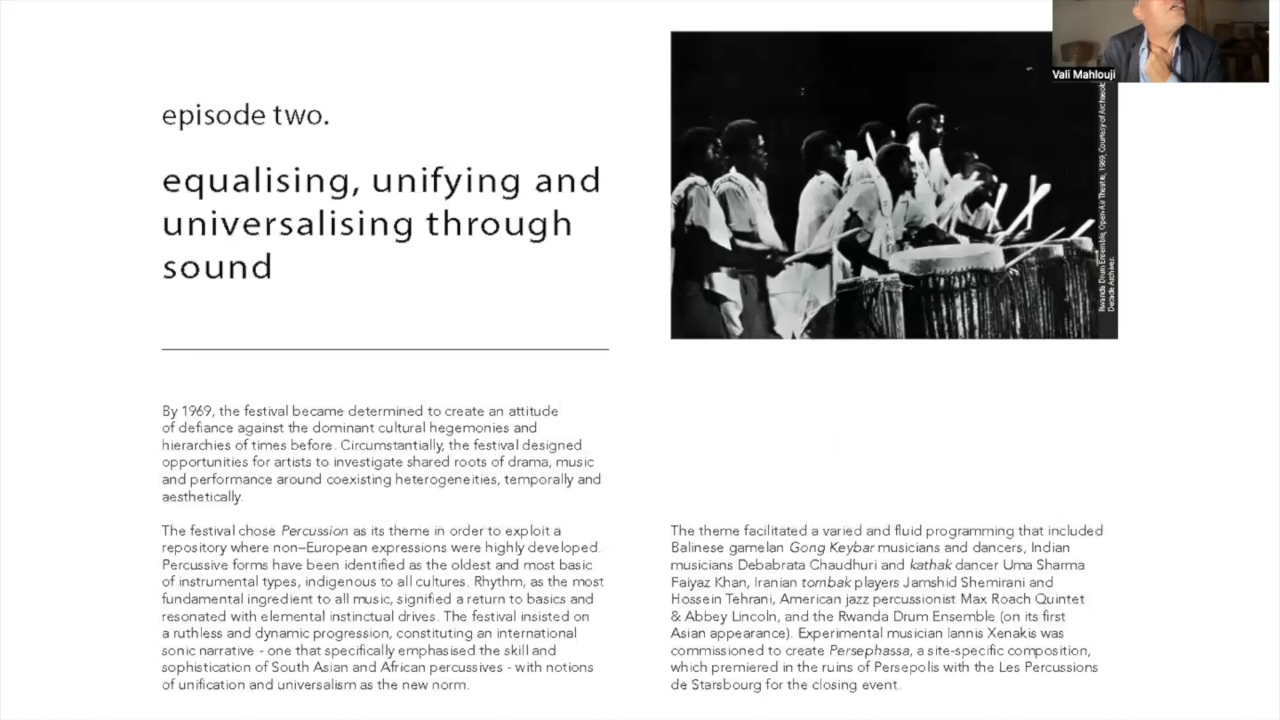 Vali Mahlouji
episode two.
equalising, unifying and
universalising through
sound
Rwanda Drum Ensemble, Open-Air Theatre, 1969, Courtesy of Archaeology
Decade Archives.
By 1969, the festival became determined to create an attitude
of defiance against the dominant cultural hegemonies and
hierarchies of times before. Circumstantially, the festival designed
opportunities for artists to investigate shared roots of drama, music
and performance around coexisting heterogeneities, temporally and
aesthetically.
The festival chose Percussion as its theme in order to exploit a
repository where non–European expressions were highly developed.
Percussive forms have been identified as the oldest and most basic
of instrumental types, indigenous to all cultures. Rhythm, as the most
fundamental ingredient to all music, signified a return to basics and
resonated with elemental instinctual drives. The festival insisted on
a ruthless and dynamic progression, constituting an international
sonic narrative - one that specifically emphasised the skill and
sophistication of South Asian and African percussives - with notions
of unification and universalism as the new norm.
The theme facilitated a varied and fluid programming that included
Balinese gamelan Gong Keybar musicians and dancers, Indian
musicians Debabrata Chaudhuri and kathak dancer Uma Sharma
Faiyaz Khan, Iranian tombak players Jamshid Shemirani and
Hossein Tehrani, American jazz percussionist Max Roach Quintet
& Abbey Lincoln, and the Rwanda Drum Ensemble (on its first
Asian appearance). Experimental musician Iannis Xenakis was
commissioned to create Persephassa, a site-specific composition,
which premiered in the ruins of Persepolis with the Les Percussions
de Starsbourg for the closing event.